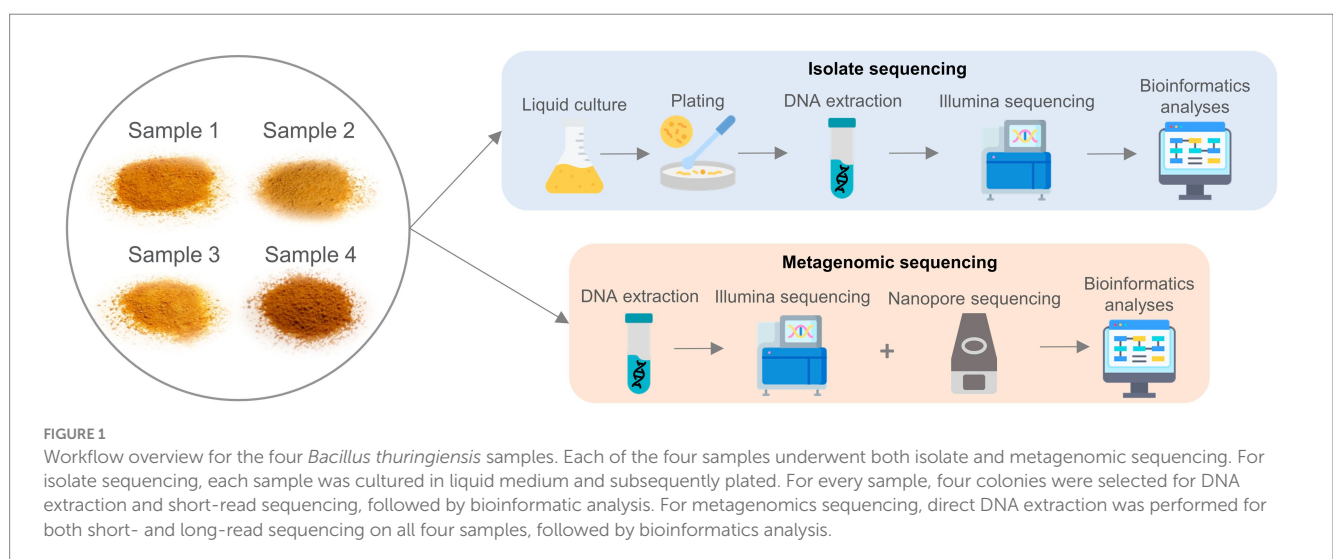 Sample 1
Sample 2
Sample 3
Sample 4
Isolate sequencing
Liquid culture
Plating
DNA extraction
Illumina sequencing
Bioinformatics
analyses
Metagenomic sequencing
DNA extraction
Illumina sequencing
+
Nanopore sequencing
Bioinformatics
analyses
FIGURE 1
Workflow overview for the four Bacillus thuringiensis samples. Each of the four samples underwent both isolate and metagenomic sequencing. For
isolate sequencing, each sample was cultured in liquid medium and subsequently plated. For every sample, four colonies were selected for DNA
extraction and short-read sequencing, followed by bioinformatic analysis. For metagenomics sequencing, direct DNA extraction was performed for
both short- and long-read sequencing on all four samples, followed by bioinformatics analysis.